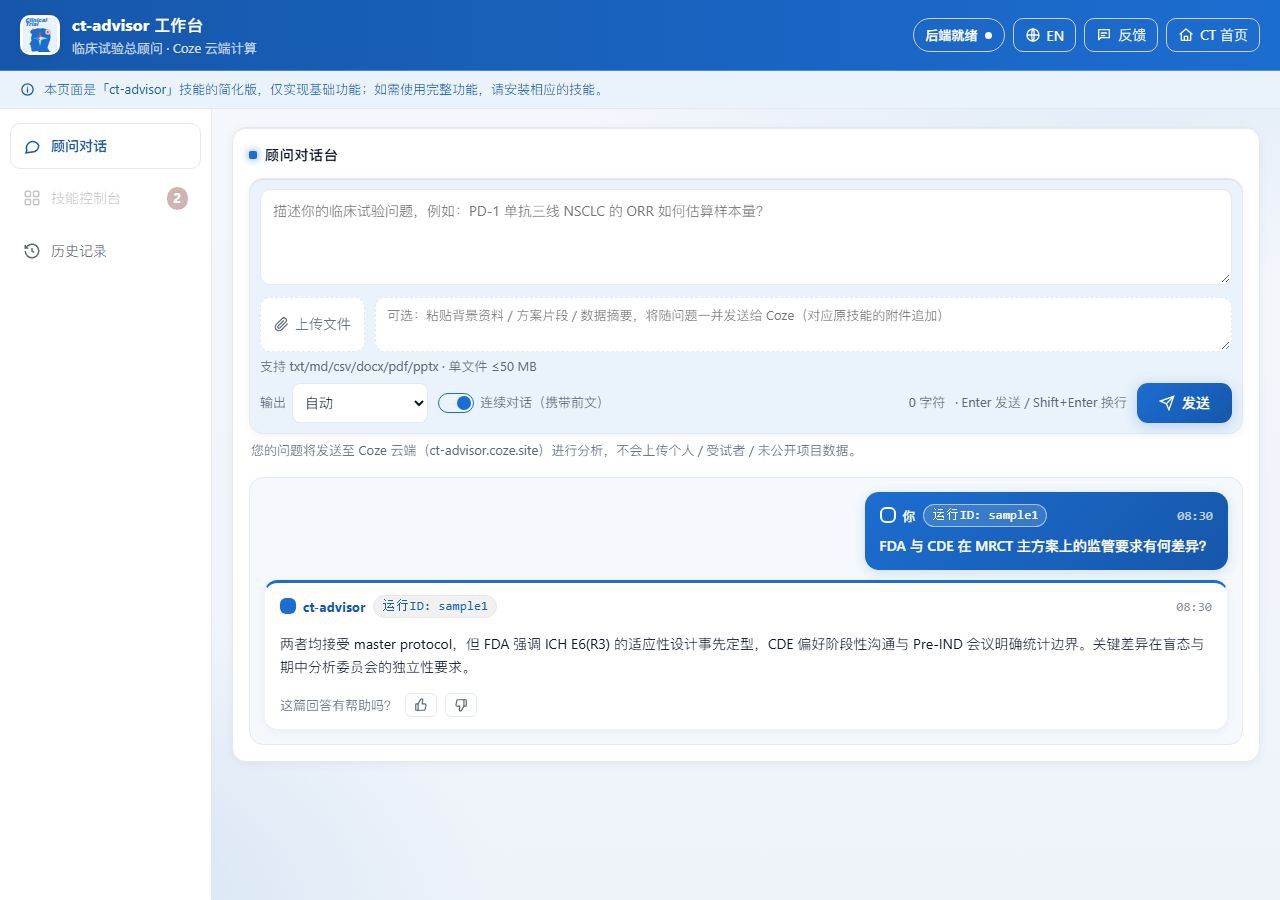 Clinical Trial
ct-advisor 工作台
临床试验总顾问 · Coze 云端计算
后端就绪
EN
反馈
CT 首页
本页面是「ct-advisor」技能的简化版，仅实现基础功能；如需使用完整功能，请安装相应的技能。
顾问对话
技能控制台
2
历史记录
顾问对话台
描述你的临床试验问题，例如：PD-1 单抗三线 NSCLC 的 ORR 如何估算样本量？
上传文件
可选：粘贴背景资料 / 方案片段 / 数据摘要，将随问题一并发送给 Coze（对应原技能的附件追加）
支持 txt/md/csv/docx/pdf/pptx · 单文件 ≤50 MB
输出
自动
连续对话（携带前文）
0 字符 · Enter 发送 / Shift+Enter 换行
发送
您的问题将发送至 Coze 云端（ct-advisor.coze.site）进行分析，不会上传个人 / 受试者 / 未公开项目数据。
你
运行ID: sample1
08:30
FDA 与 CDE 在 MRCT 主方案上的监管要求有何差异？
ct-advisor
运行ID: sample1
08:30
两者均接受 master protocol，但 FDA 强调 ICH E6(R3) 的适应性设计事先定型，CDE 偏好阶段性沟通与 Pre-IND 会议明确统计边界。关键差异在盲态与
期中分析委员会的独立性要求。
这篇回答有帮助吗？